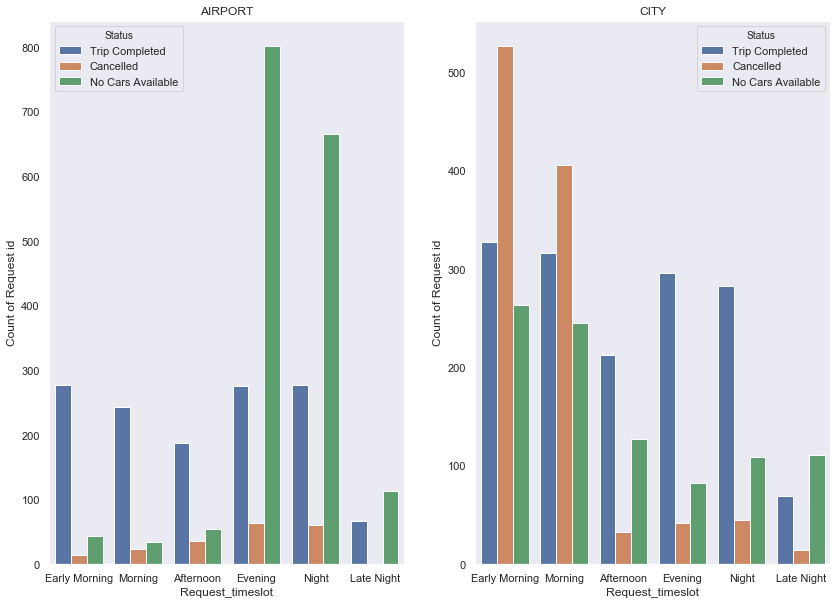 AIRPORT
Status
Trip Completed
Cancelled
No Cars Available
800
700
600
500
400
300
200
100
0
Count of Request id
Early Morning Morning Afternoon Evening Night Late Night
Request_timeslot
CITY
Status
Trip Completed
Cancelled
No Cars Available
500
400
300
200
100
0
Count of Request id
Early Morning Morning Afternoon Evening Night Late Night
Request_timeslot